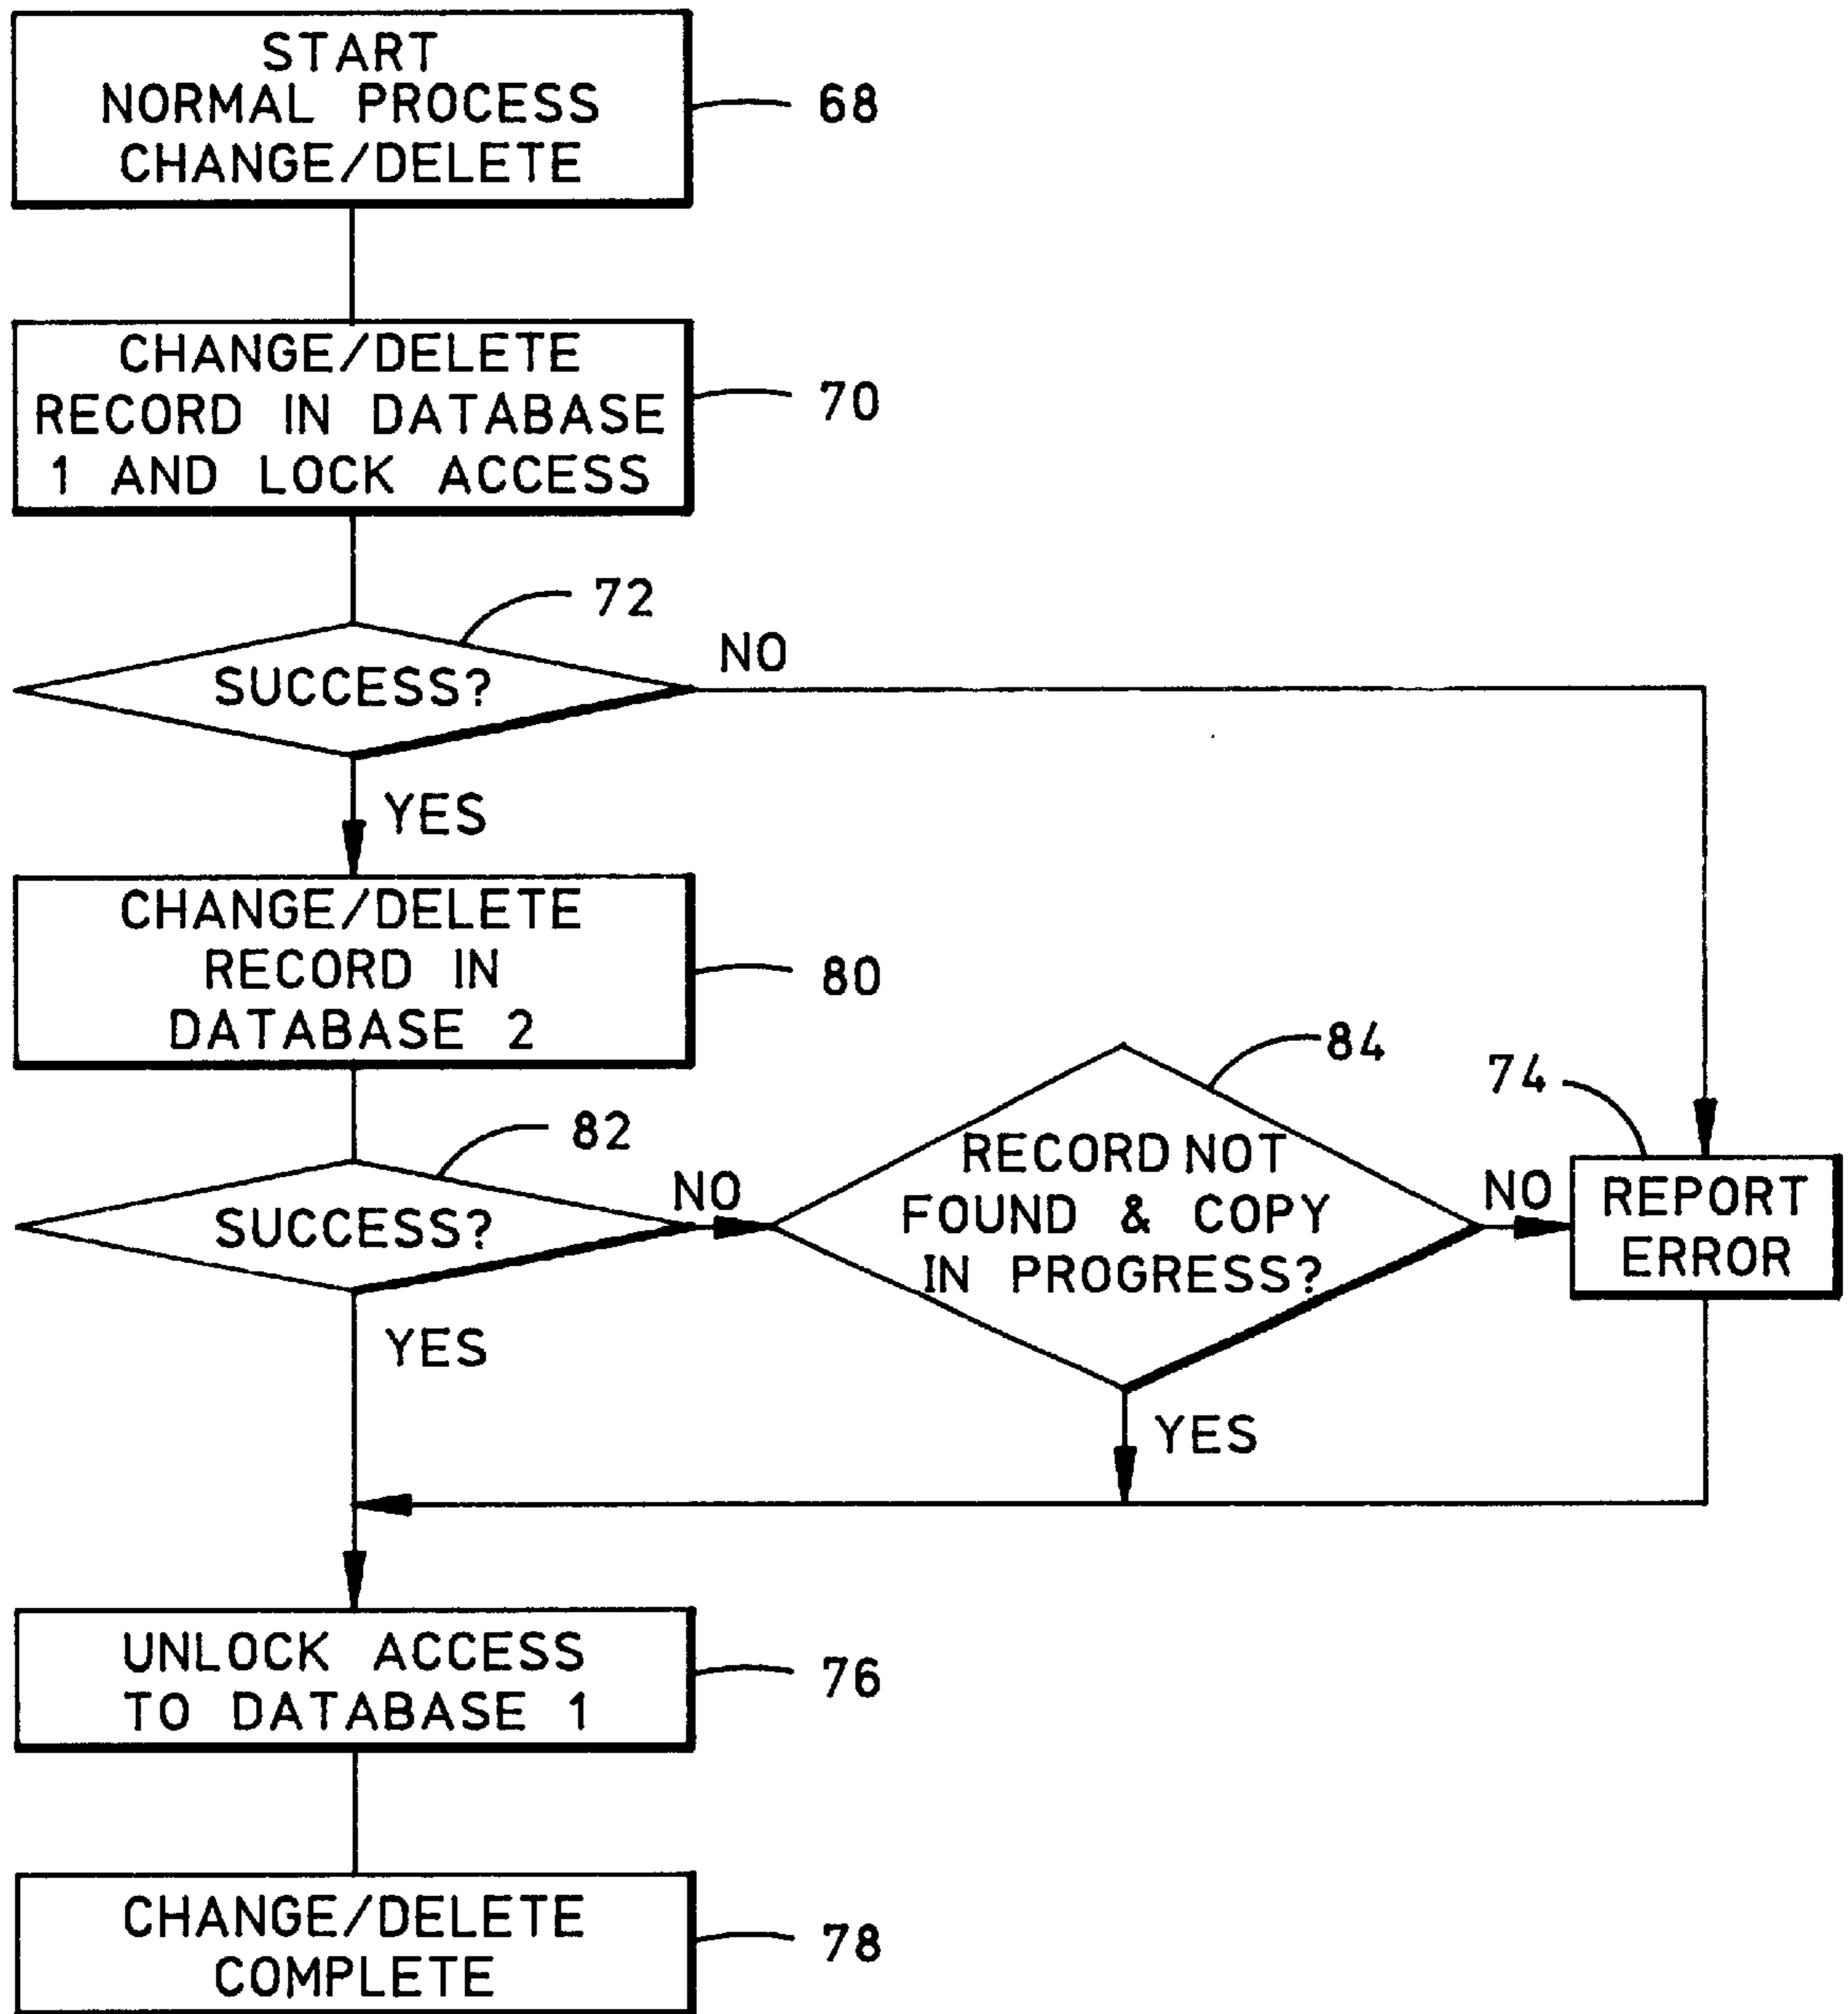 START
NORMAL PROCESS
CHANGE/DELETE
68
CHANGE/DELETE
RECORD IN DATABASE
1 AND LOCK ACCESS
70
72
SUCCESS?
NO
YES
CHANGE/DELETE
RECORD IN
DATABASE 2
80
82
SUCCESS?
NO
YES
84
RECORD NOT
FOUND & COPY
IN PROGRESS?
NO
YES
74
REPORT
ERROR
UNLOCK ACCESS
TO DATABASE 1
76
CHANGE/DELETE
COMPLETE
78